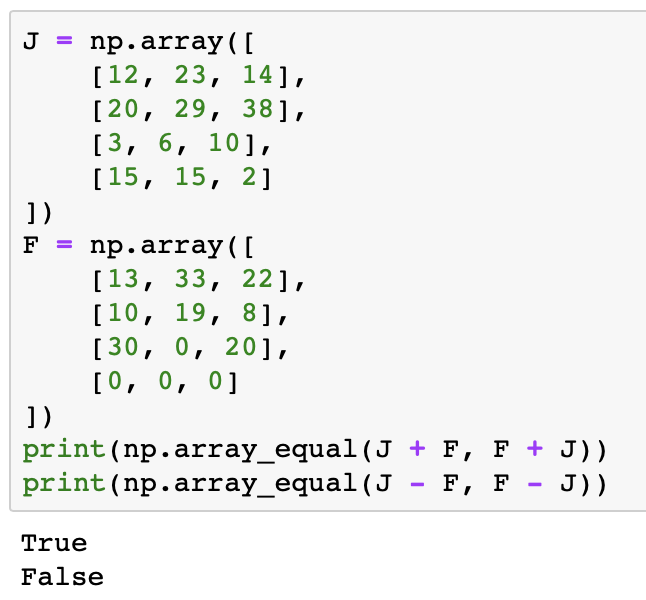 J = np.array([
    [12, 23, 14],
    [20, 29, 38],
    [3, 6, 10],
    [15, 15, 2]
])
F = np.array([
    [13, 33, 22],
    [10, 19, 8],
    [30, 0, 20],
    [0, 0, 0]
])
print(np.array_equal(J + F, F + J))
print(np.array_equal(J - F, F - J))
True
False